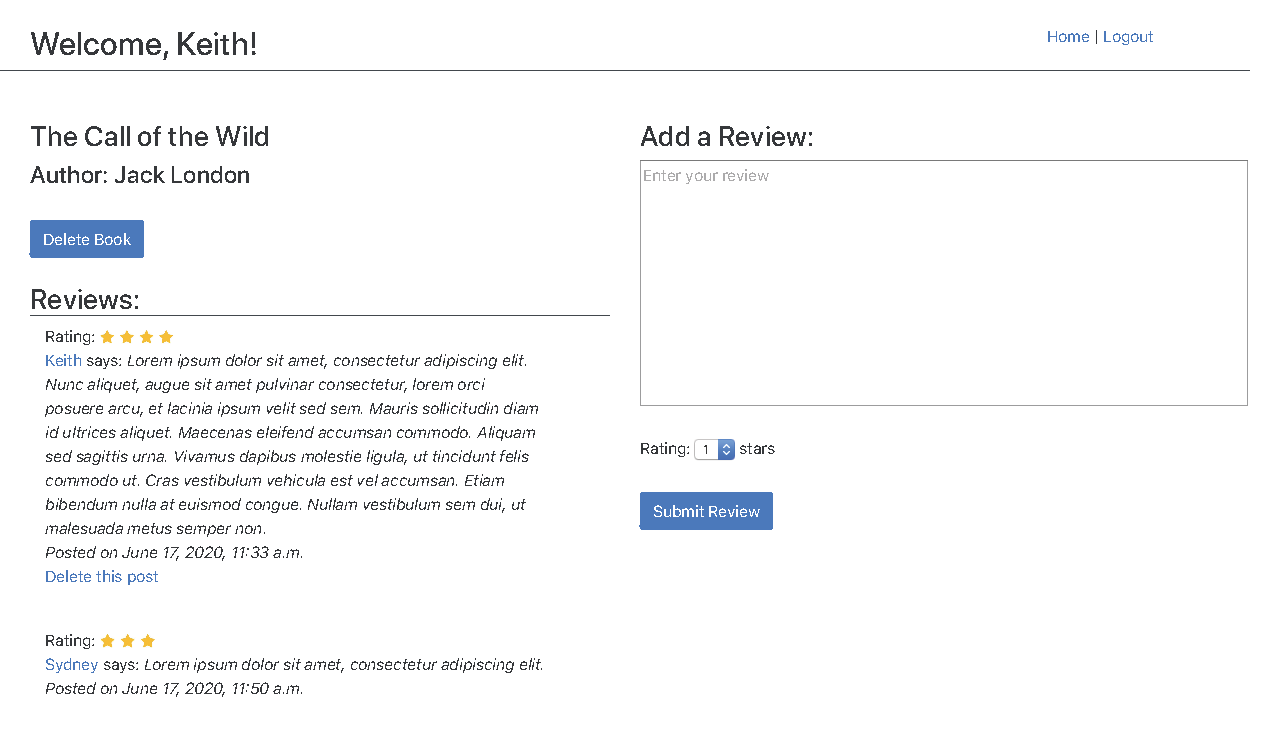 Welcome, Keith!
Home | Logout
The Call of the Wild
Author: Jack London
Delete Book
Reviews:
Rating:
Keith says: Lorem ipsum dolor sit amet, consectetur adipiscing elit.
Nunc aliquet, augue sit amet pulvinar consectetur, lorem orci
posuere arcu, et lacinia ipsum velit sed sem. Mauris sollicitudin diam
id ultrices aliquet. Maecenas eleifend accumsan commodo. Aliquam
sed sagittis urna. Vivamus dapibus molestie ligula, ut tincidunt felis
commodo ut. Cras vestibulum vehicula est vel accumsan. Etiam
bibendum nulla at euismod congue. Nullam vestibulum sem dui, ut
malesuada metus semper non.
Posted on June 17, 2020, 11:33 a.m.
Delete this post
Rating:
Sydney says: Lorem ipsum dolor sit amet, consectetur adipiscing elit.
Posted on June 17, 2020, 11:50 a.m.
Add a Review:
Enter your review
Rating: 1 stars
Submit Review